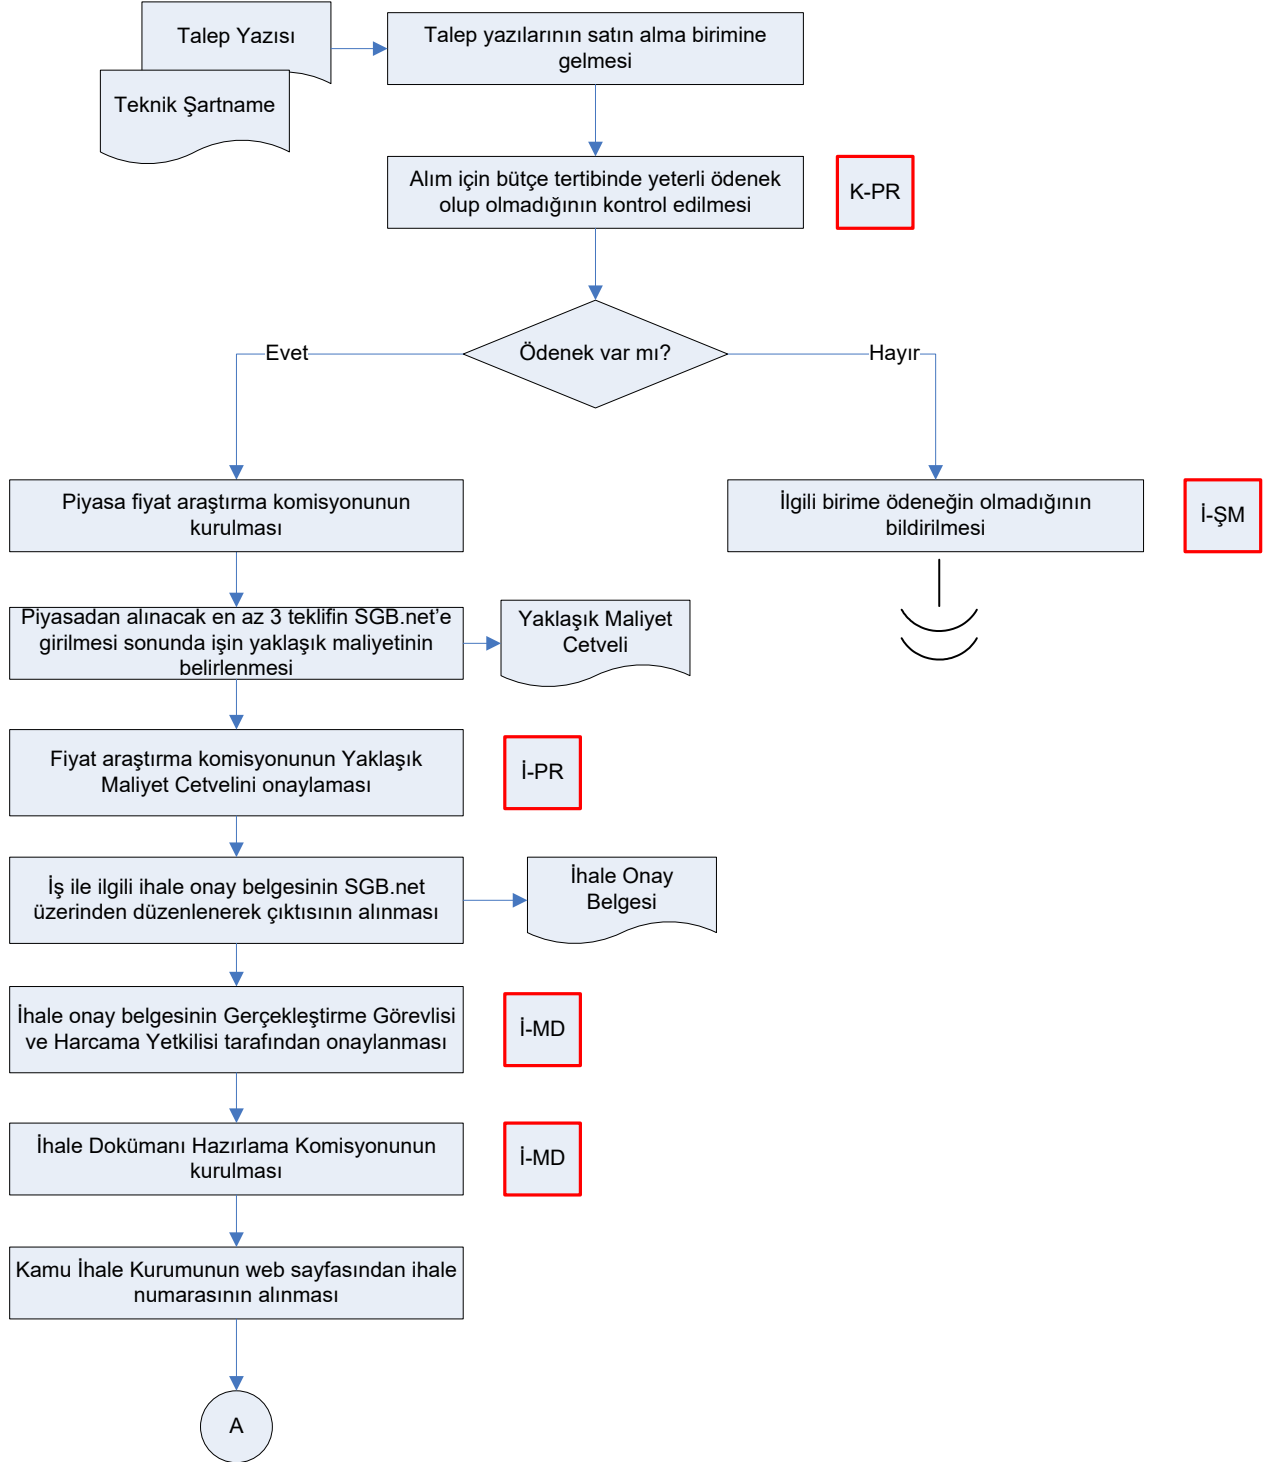 Talep Yazısı
Teknik Şartname
Talep yazılarının satın alma birimine
gelmesi
Alım için bütçe tertibinde yeterli ödenek
olup olmadığının kontrol edilmesi
K-PR
Ödenek var mı?
Evet
Hayır
Piyasa fiyat araştırma komisyonunun
kurulması
İlgili birime ödeneğin olmadığının
bildirilmesi
İ-ŞM
Piyasadan alınacak en az 3 teklifin SGB.net’e
girilmesi sonunda işin yaklaşık maliyetinin
belirlenmesi
Yaklaşık Maliyet
Cetveli
Fiyat araştırma komisyonunun Yaklaşık
Maliyet Cetvelini onaylaması
İ-PR
İş ile ilgili ihale onay belgesinin SGB.net
üzerinden düzenlenerek çıktısının alınması
İhale Onay
Belgesi
İhale onay belgesinin Gerçekleştirme Görevlisi
ve Harcama Yetkilisi tarafından onaylanması
İ-MD
İhale Dokümanı Hazırlama Komisyonunun
kurulması
İ-MD
Kamu İhale Kurumunun web sayfasından ihale
numarasının alınması
A